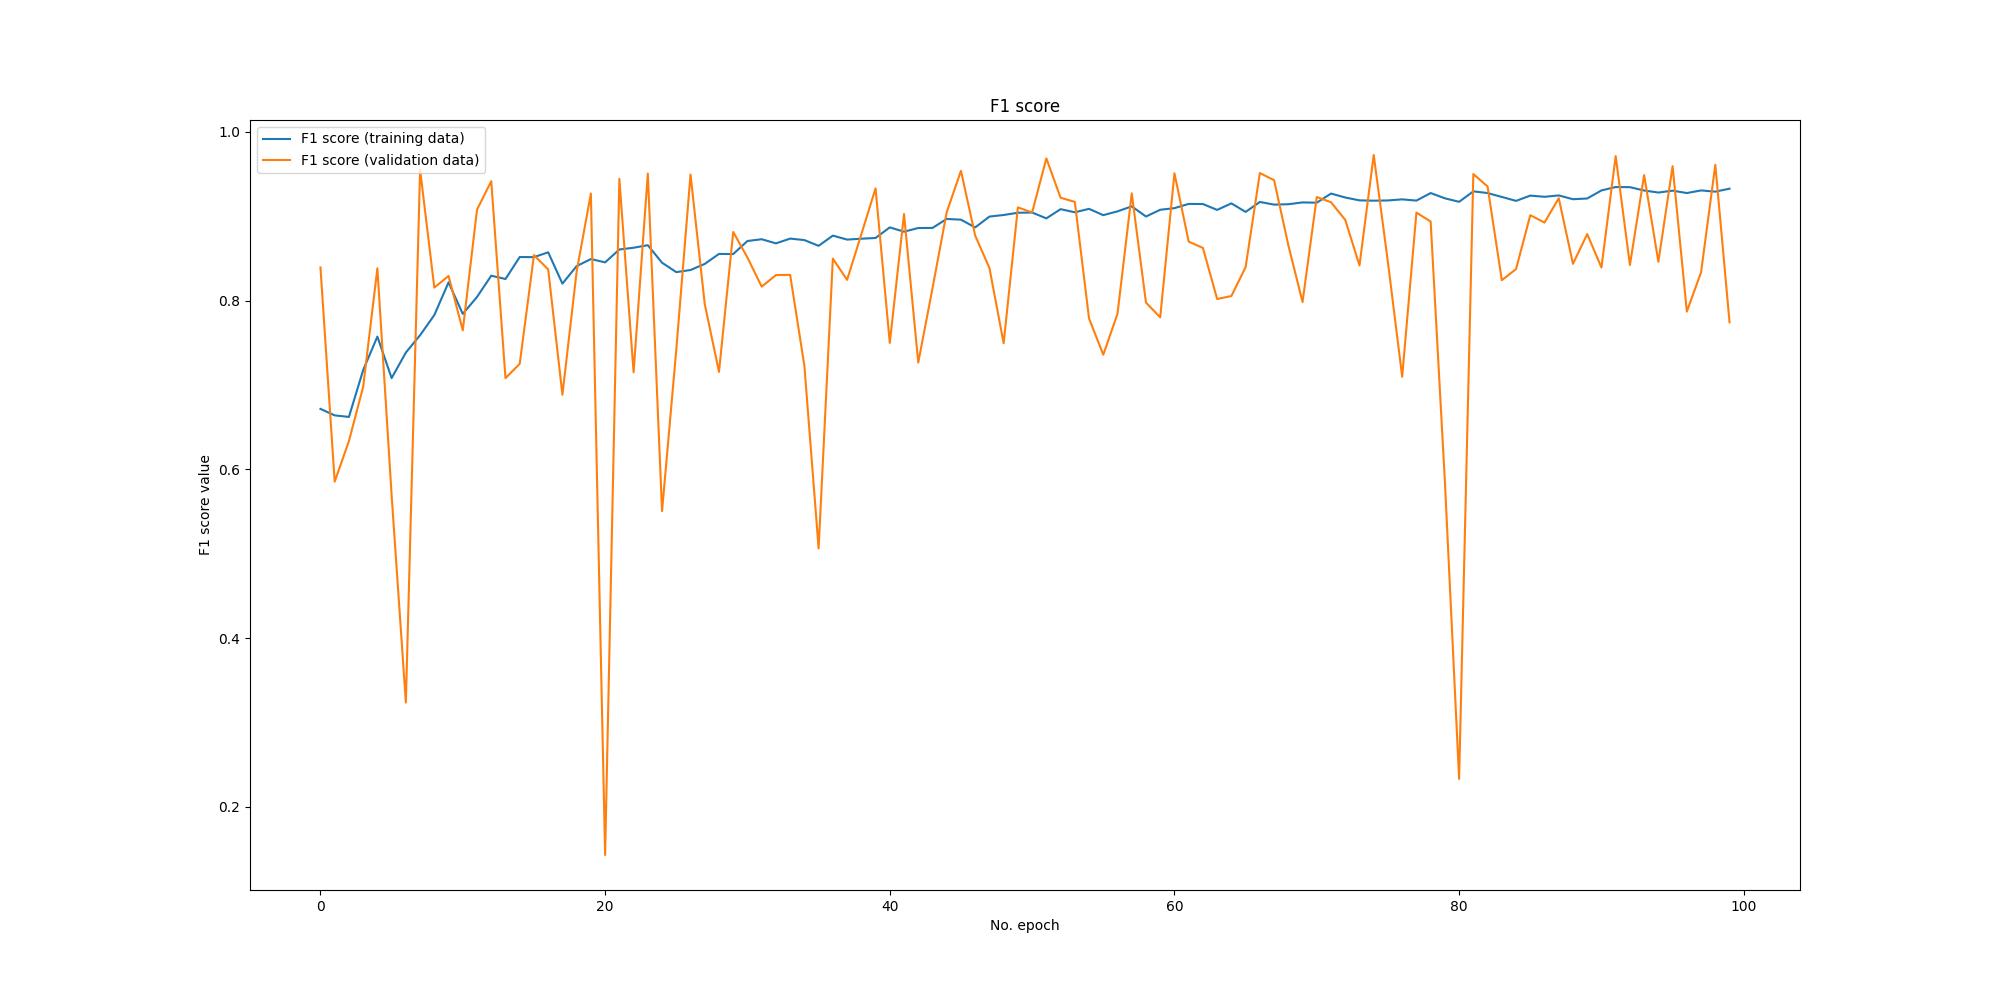 F1 score
F1 score (training data)
F1 score (validation data)
1.0
0.8
0.6
0.4
0.2
F1 score value
0 20 40 60 80 100
No. epoch